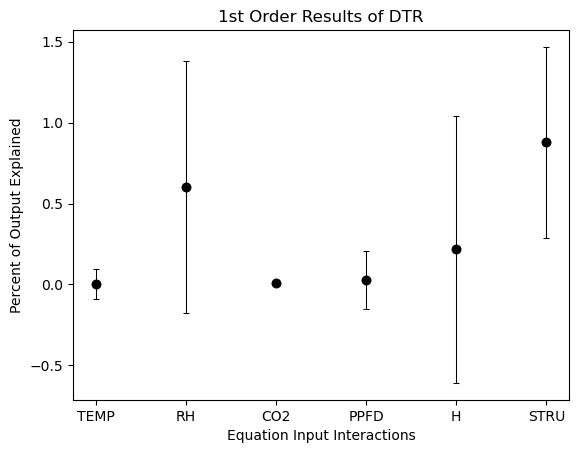 1st Order Results of DTR
Percent of Output Explained
1.5
1.0
0.5
0.0
−0.5
TEMP RH CO2 PPFD H STRU
Equation Input Interactions